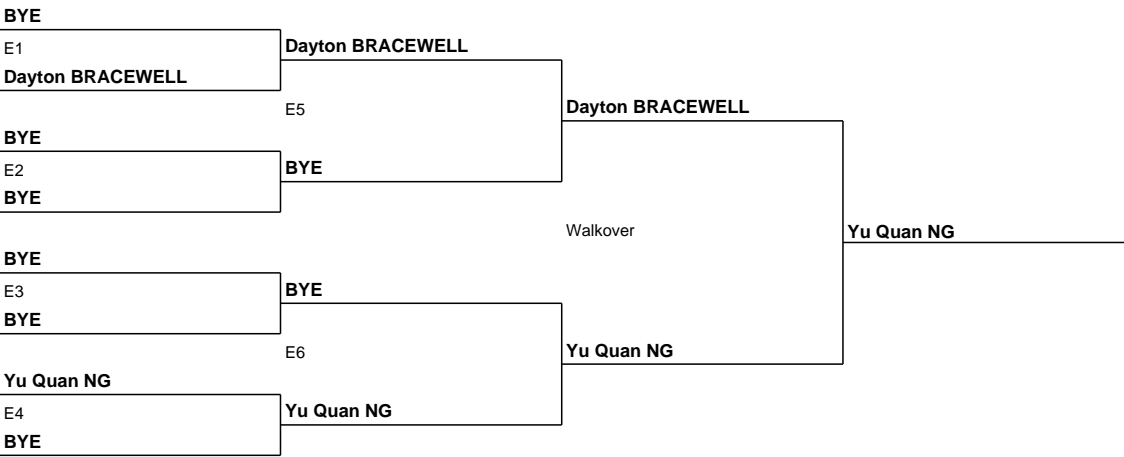 BYE
E1
Dayton BRACEWELL
Dayton BRACEWELL
E5
Dayton BRACEWELL
BYE
E2
BYE
BYE
Walkover
Yu Quan NG
BYE
E3
BYE
BYE
E6
Yu Quan NG
Yu Quan NG
E4
BYE
Yu Quan NG